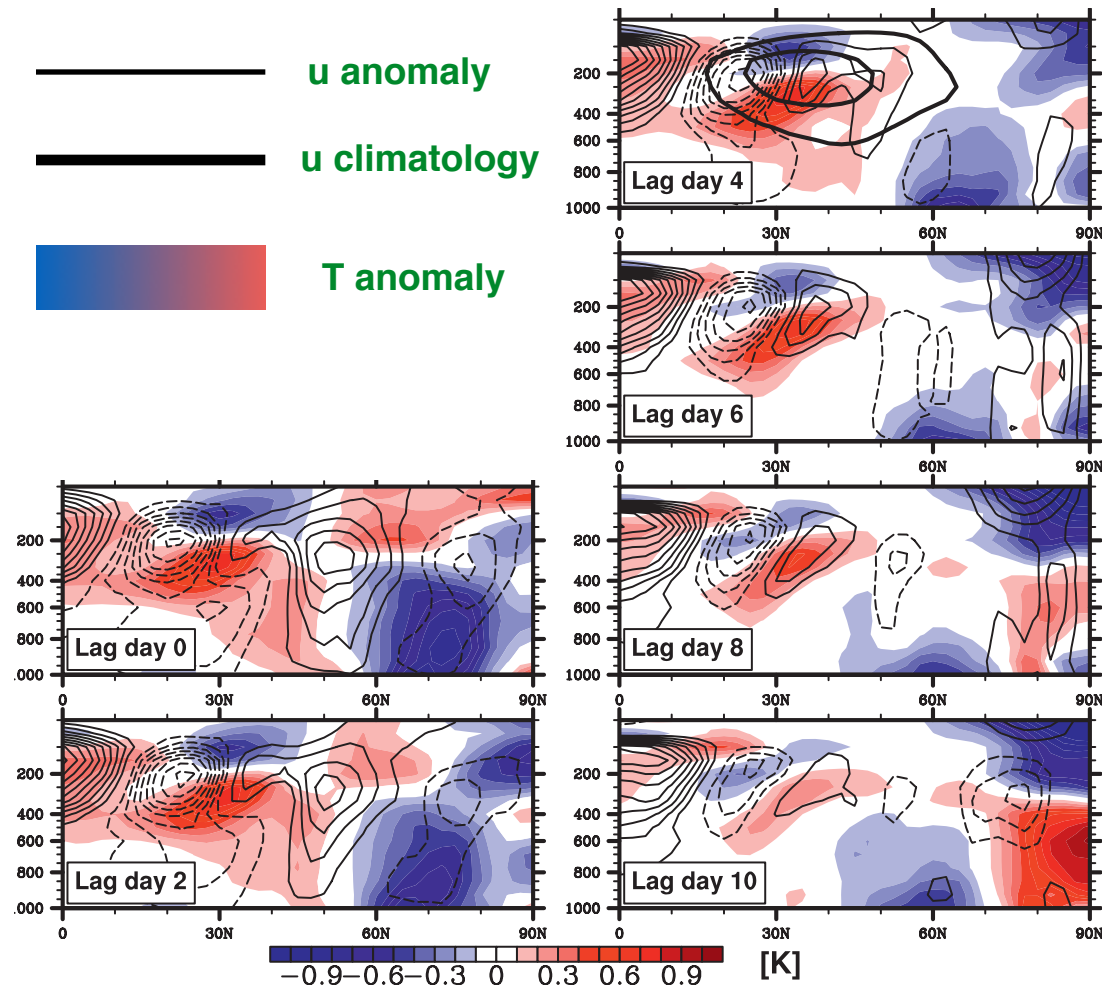 u anomaly
u climatology
T anomaly
200
400
600
800
1000
Lag day 4
0 30N 60N 90N
200
400
600
800
1000
Lag day 6
0 30N 60N 90N
200
400
600
800
.000
Lag day 0
0 30N 60N 90N
200
400
600
800
1000
Lag day 8
0 30N 60N 90N
200
400
600
800
.000
Lag day 2
0 30N 60N 90N
200
400
600
800
1000
Lag day 10
0 30N 60N 90N
−0.9 −0.6 −0.3 0 0.3 0.6 0.9 [K]